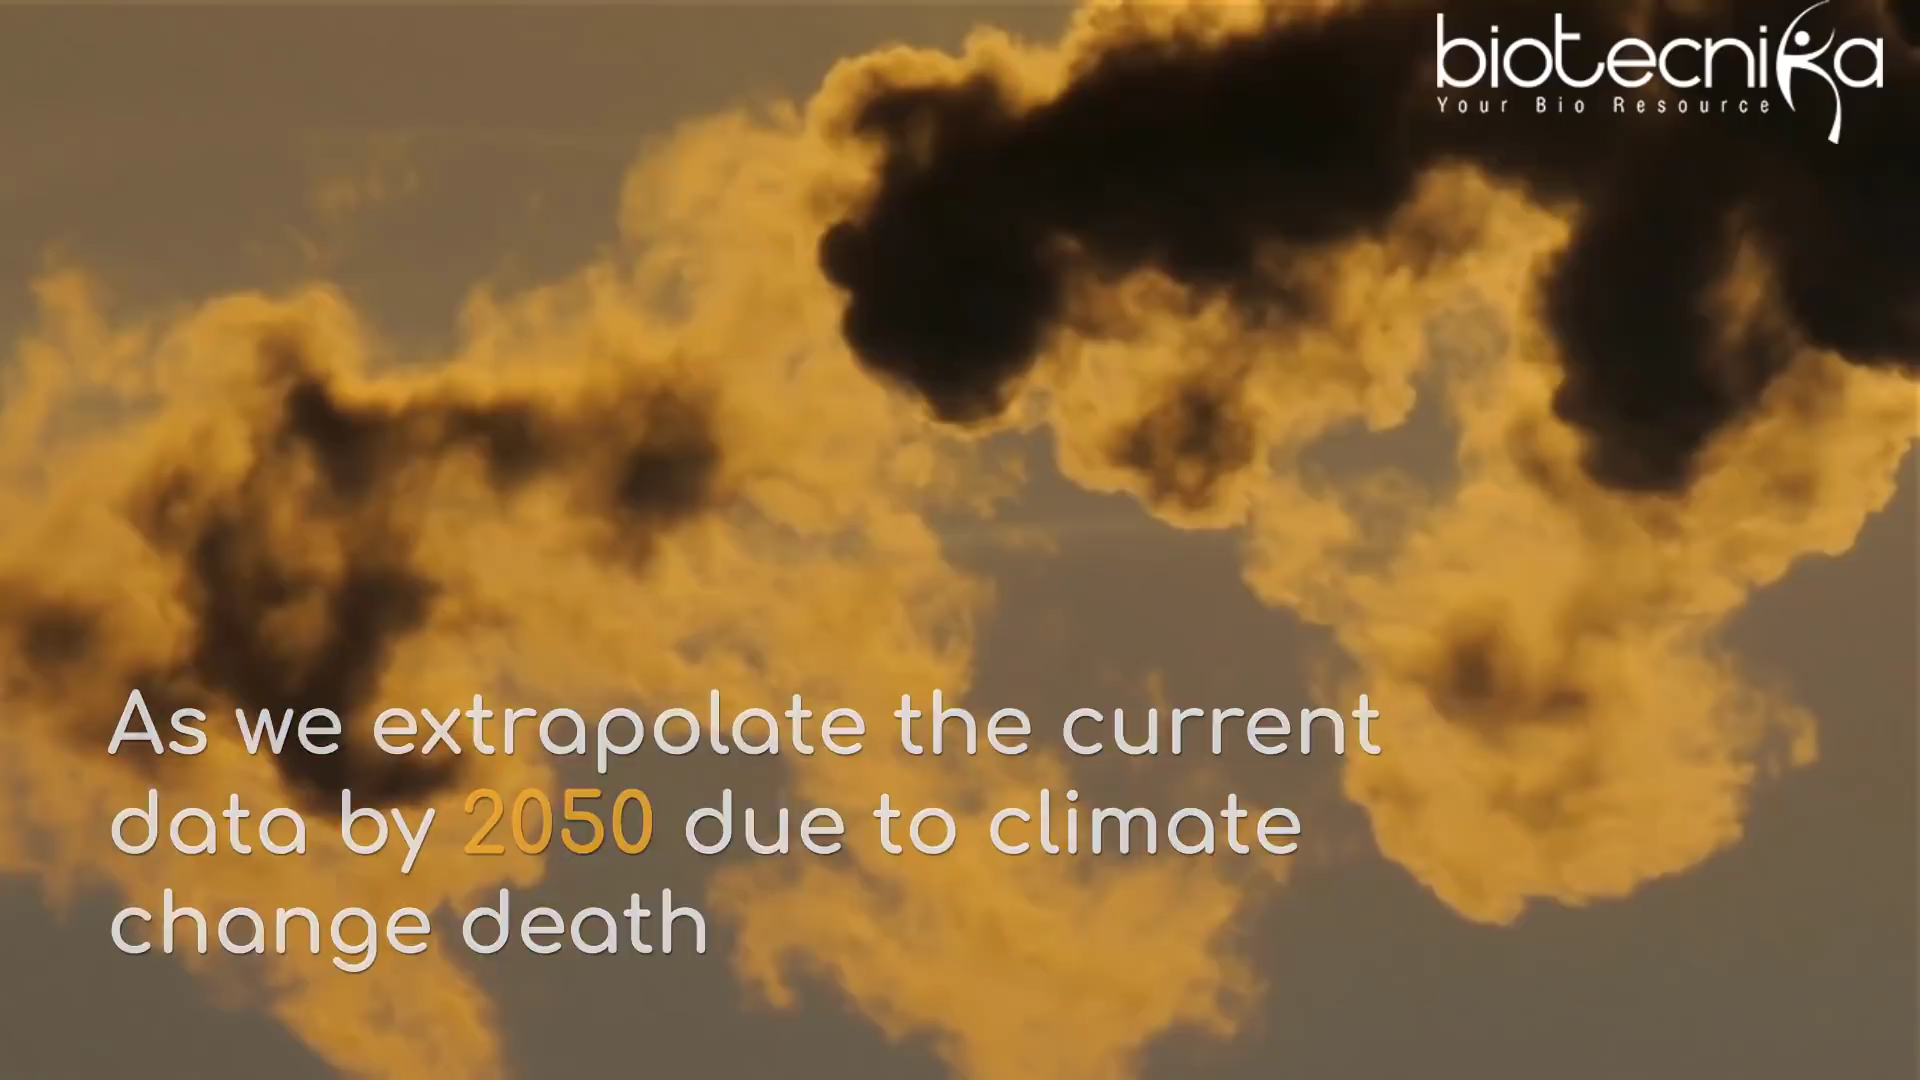 biotecnika
Your Bio Resource
As we extrapolate the current
data by 2050 due to climate
change death